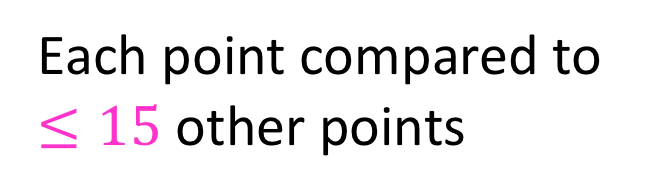 Each point compared to
≤ 15 other points